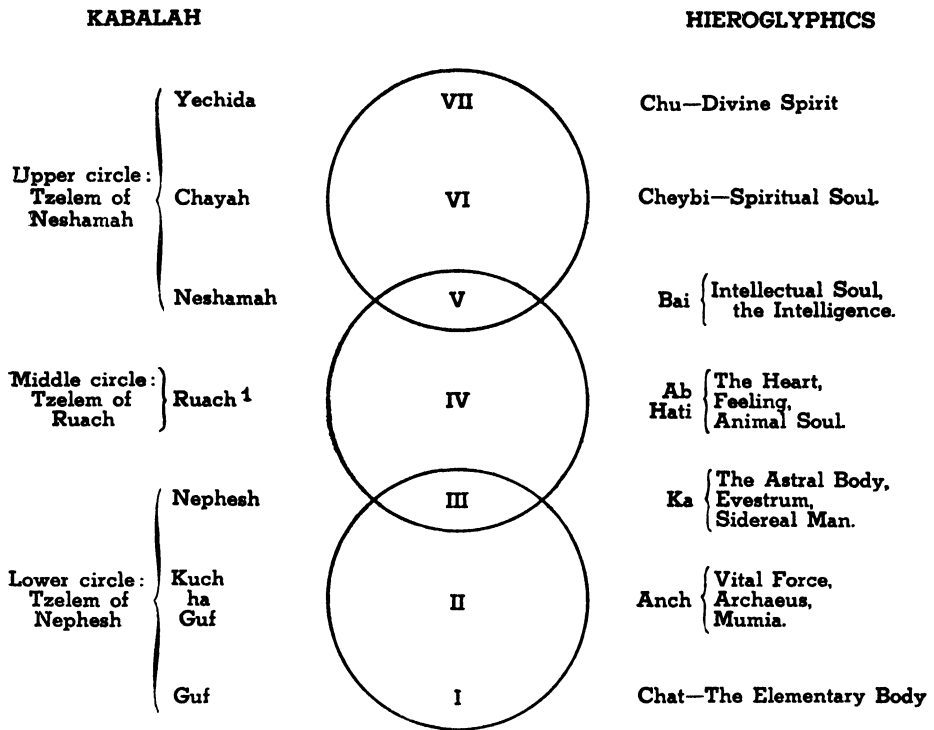 KABALAH
HIEROGLYPHICS
Yechida
VII
Chu—Divine Spirit
Upper circle:
Tzelem of
Neshamah
Chayah
VI
Cheybi—Spiritual Soul.
Neshamah
V
Bai
Intellectual Soul,
the Intelligence.
Middle circle:
Tzelem of
Ruach
Ruach 1
IV
Ab
Hati
The Heart,
Feeling,
Animal Soul.
Nephesh
III
Ka
The Astral Body,
Evestrum,
Sidereal Man.
Lower circle:
Tzelem of
Nephesh
Kuch
ha
Guf
II
Anch
Vital Force,
Archaeus,
Mumia.
Guf
I
Chat—The Elementary Body